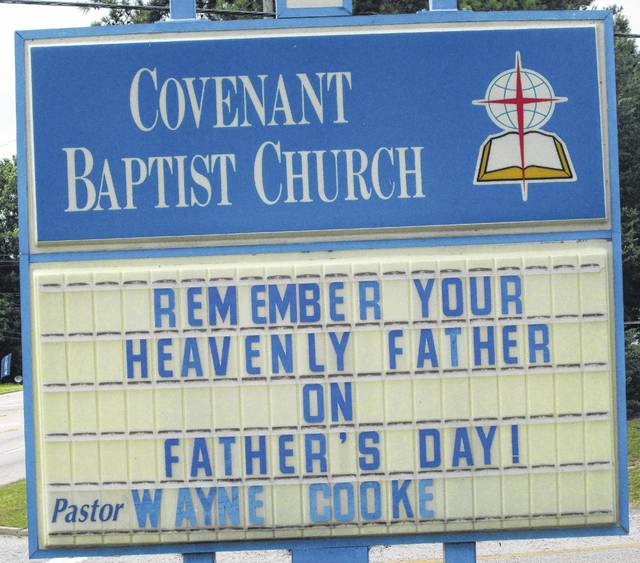 COVENANT
BAPTIST CHURCH
REMEMBER YOUR
HEAVENLY FATHER
ON
FATHER'S DAY!
Pastor WAYNE COOKE